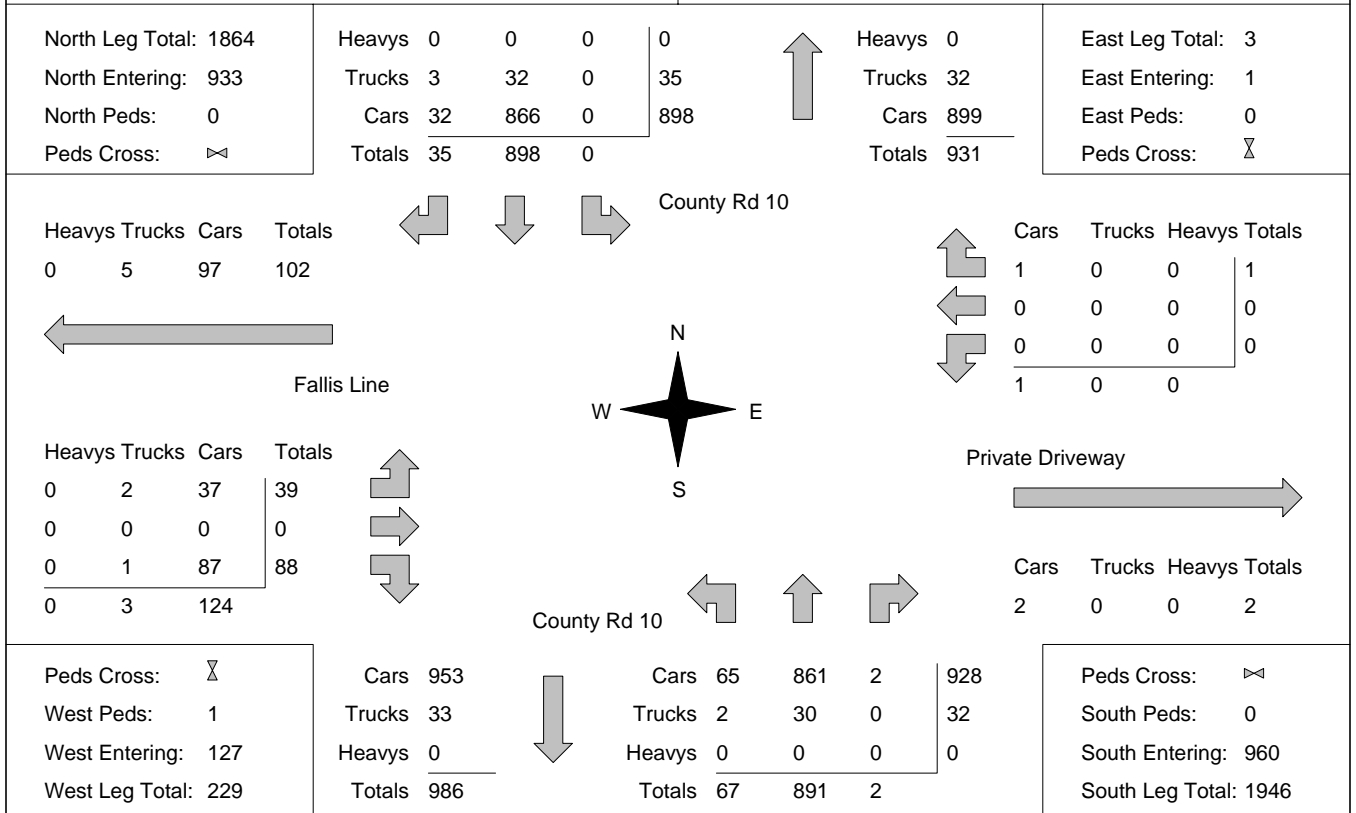 North Leg Total: 1864
North Entering: 933
North Peds: 0
Peds Cross:
Heavys 0 0 0 0
Trucks 3 32 0 35
Cars 32 866 0 898
Totals 35 898 0
Heavys 0
Trucks 32
Cars 899
Totals 931
East Leg Total: 3
East Entering: 1
East Peds: 0
Peds Cross:
County Rd 10
Heavys Trucks Cars Totals
0 5 97 102
Cars Trucks Heavys Totals
1 0 0 1
0 0 0 0
0 0 0 0
1 0 0
Fallis Line
N
W E
S
Heavys Trucks Cars Totals
0 2 37 39
0 0 0 0
0 1 87 88
0 3 124
Private Driveway
Cars Trucks Heavys Totals
2 0 0 2
County Rd 10
Peds Cross:
West Peds: 1
West Entering: 127
West Leg Total: 229
Cars 953
Trucks 33
Heavys 0
Totals 986
Cars 65 861 2 928
Trucks 2 30 0 32
Heavys 0 0 0 0
Totals 67 891 2
Peds Cross:
South Peds: 0
South Entering: 960
South Leg Total: 1946